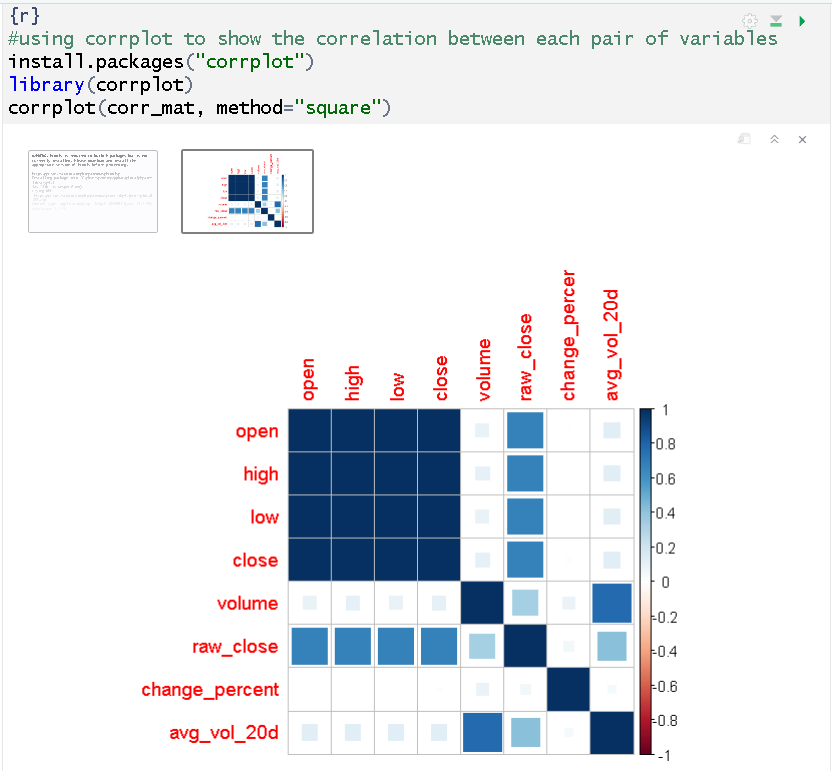 {r}
#using corrplot to show the correlation between each pair of variables
install.packages("corrplot")
library(corrplot)
corrplot(corr_mat, method="square")
open
high
low
close
volume
raw_close
change_percer
avg_vol_20d
open
high
low
close
volume
raw_close
change_percent
avg_vol_20d
1
0.8
0.6
0.4
0.2
0
-0.2
-0.4
-0.6
-0.8
-1